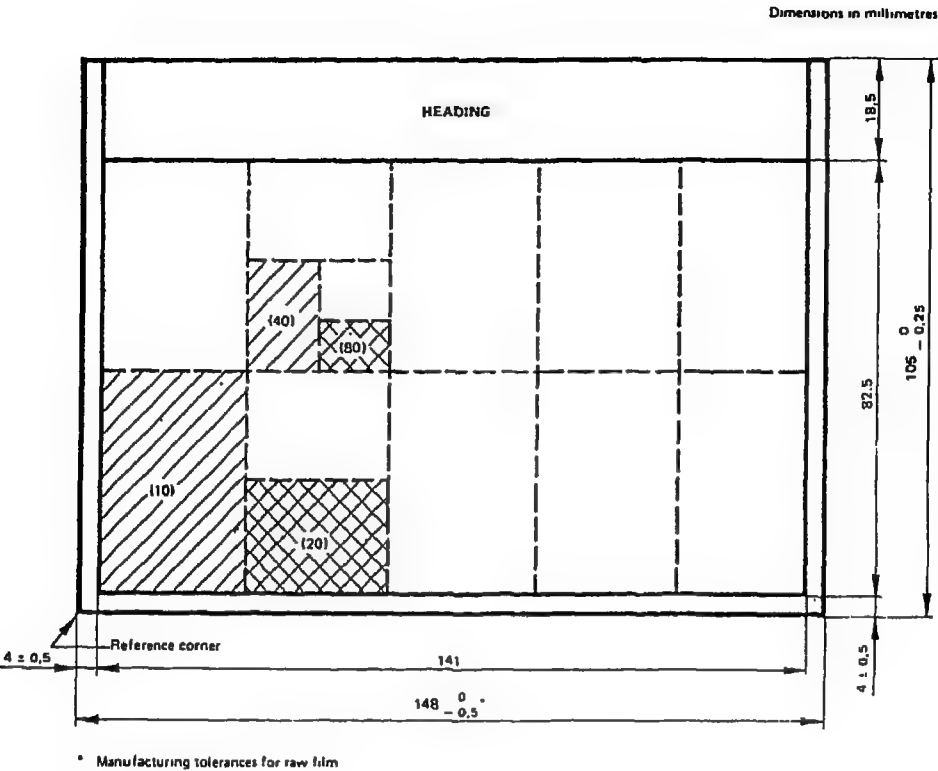 Dimensions in millimetres
HEADING
18,5
(40)
(80)
82.5
105 0 - 0,25
(10)
(20)
Reference corner
4 ± 0,5
141
4 ± 0,5
148 0 - 0,5 *
* Manufacturing tolerances for raw film